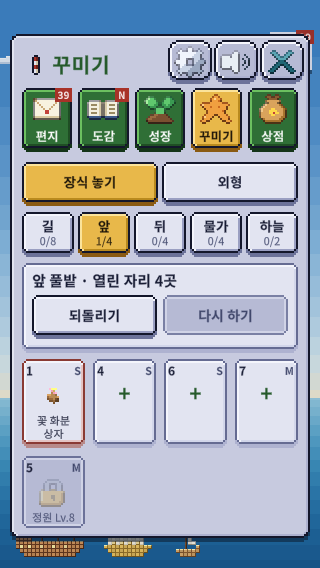 꾸미기
39
N
편지
도감
성장
꾸미기
상점
장식 놓기
외형
길
앞
뒤
물가
하늘
0/8
1/4
0/4
0/4
0/2
앞 풀밭 · 열린 자리 4곳
되돌리기
다시 하기
1 S
4 S
6 S
7 M
+
+
+
꽃 화분
상자
5 M
정원 Lv.8